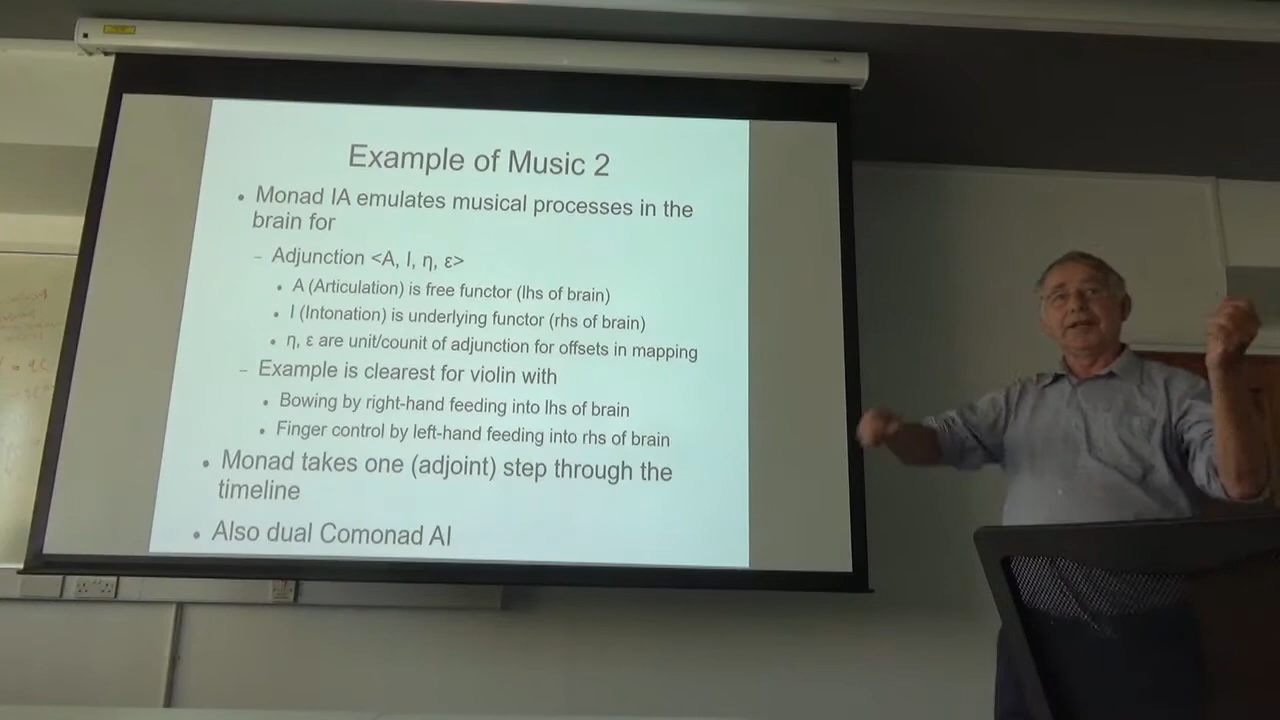 Example of Music 2
• Monad IA emulates musical processes in the
brain for
– Adjunction <A, I, η, ε>
• A (Articulation) is free functor (lhs of brain)
• I (Intonation) is underlying functor (rhs of brain)
• η, ε are unit/counit of adjunction for offsets in mapping
– Example is clearest for violin with
• Bowing by right-hand feeding into lhs of brain
• Finger control by left-hand feeding into rhs of brain
• Monad takes one (adjoint) step through the
timeline
• Also dual Comonad AI